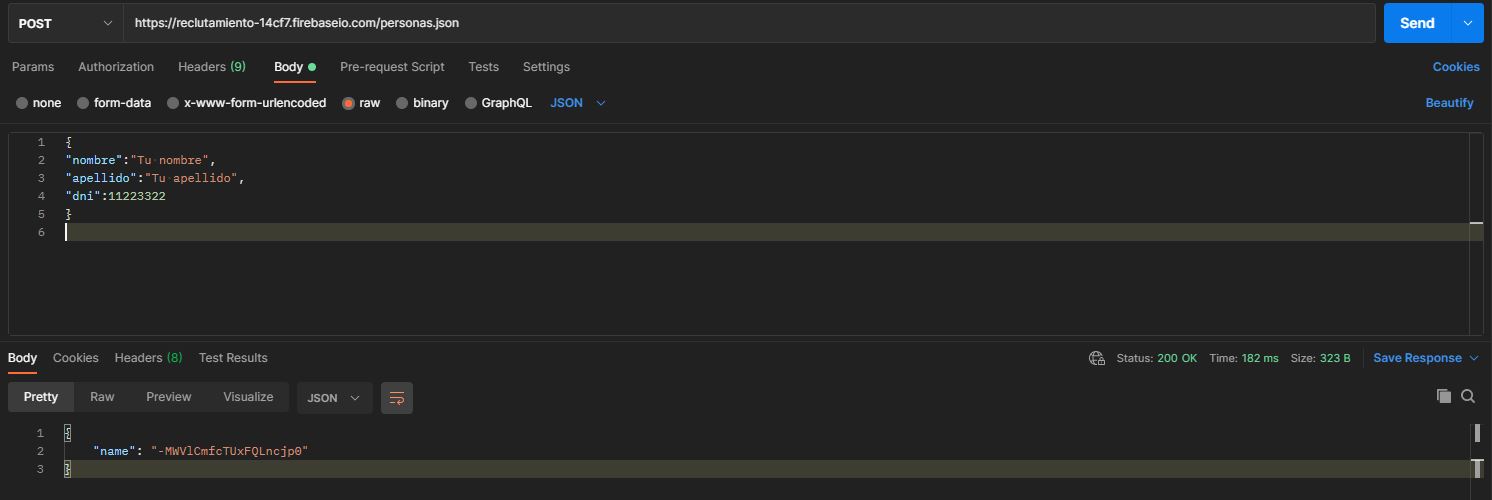 POST https://reclutamiento-14cf7.firebaseio.com/personas.json Send
Params Authorization Headers (9) Body Pre-request Script Tests Settings Cookies
none form-data x-www-form-urlencoded raw binary GraphQL JSON Beautify
1 {
2 "nombre":"Tu nombre",
3 "apellido":"Tu apellido",
4 "dni":11223322
5 }
6
Body Cookies Headers (8) Test Results Status: 200 OK Time: 182 ms Size: 323 B Save Response
Pretty Raw Preview Visualize JSON
1 {
2 "name": "-MWVlCmfcTUxFQLncjp0"
3 }